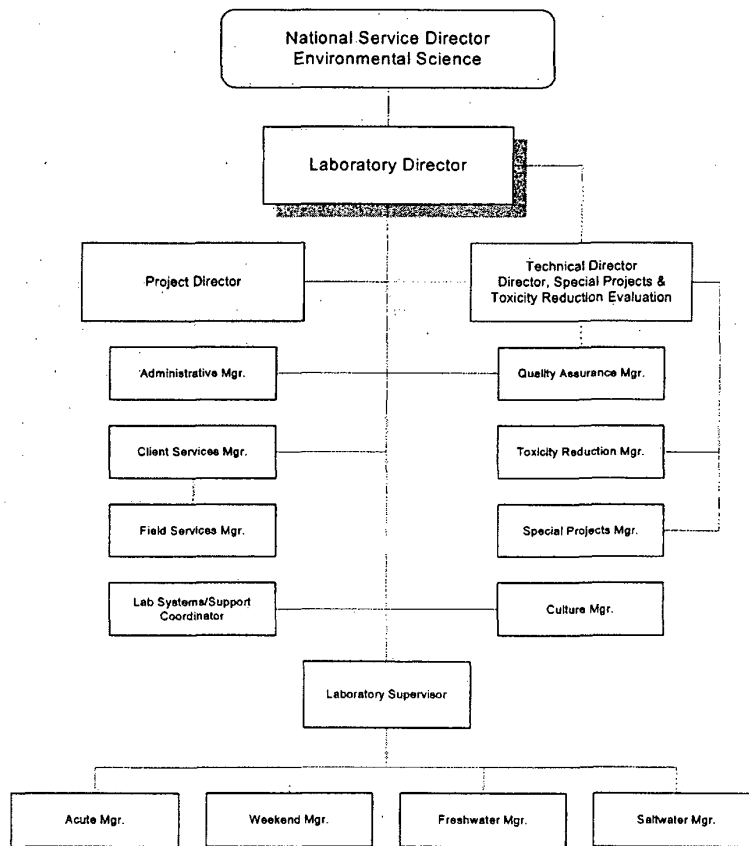 National Service Director
Environmental Science
Laboratory Director
Project Director
Technical Director
Director, Special Projects &
Toxicity Reduction Evaluation
Administrative Mgr.
Quality Assurance Mgr.
Client Services Mgr.
Toxicity Reduction Mgr.
Field Services Mgr.
Special Projects Mgr.
Lab Systems/Support
Coordinator
Culture Mgr.
Laboratory Supervisor
Acute Mgr.
Weekend Mgr.
Freshwater Mgr.
Saltwater Mgr.